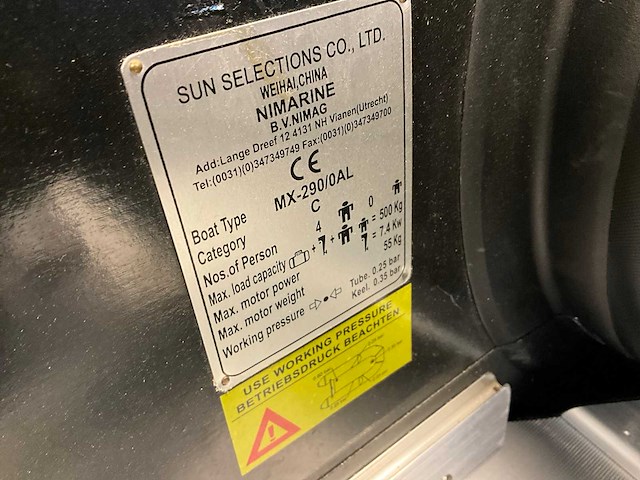 SUN SELECTIONS CO., LTD.
WEIHAI,CHINA
NIMARINE
B.V.NIMAG
Add:Lange Dreef 12 4131 NH Vianen(Utrecht)
Tel:(0031)(0)347349749 Fax:(0031)(0)347349700
CE
Boat Type MX-290/0AL
Category C
Nos.of Person 4 0
Max. load capacity + + = 500 Kg
Max. motor power = 7.4 Kw
Max. motor weight 55 Kg
Working pressure Tube. 0.25 bar
Keel. 0.35 bar
USE WORKING PRESSURE
BETRIEBSDRUCK BEACHTEN